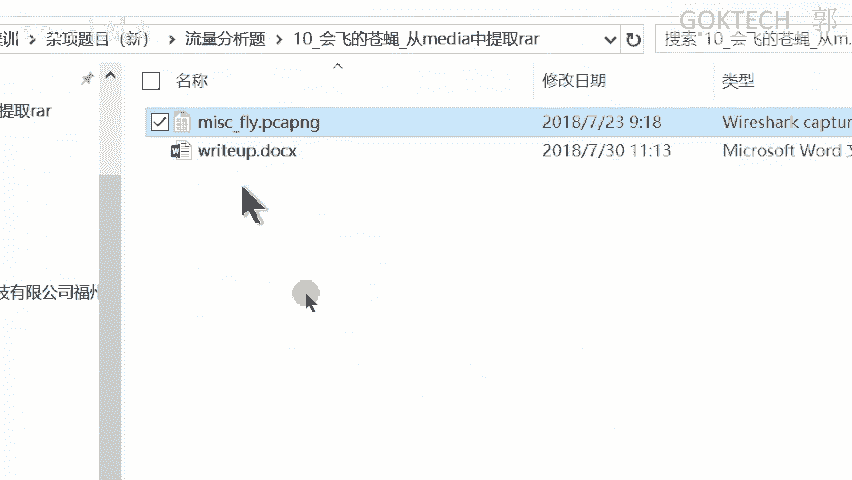 GOKTECH 郭
训 › 杂项题目（新） › 流量分析题 › 10_会飞的苍蝇_从media中提取rar
搜索"10_会飞的苍蝇_从m...
名称 修改日期 类型
提取rar
misc_fly.pcapng 2018/7/23 9:18 Wireshark captur
writeup.docx 2018/7/30 11:13 Microsoft Word
技有限公司福州